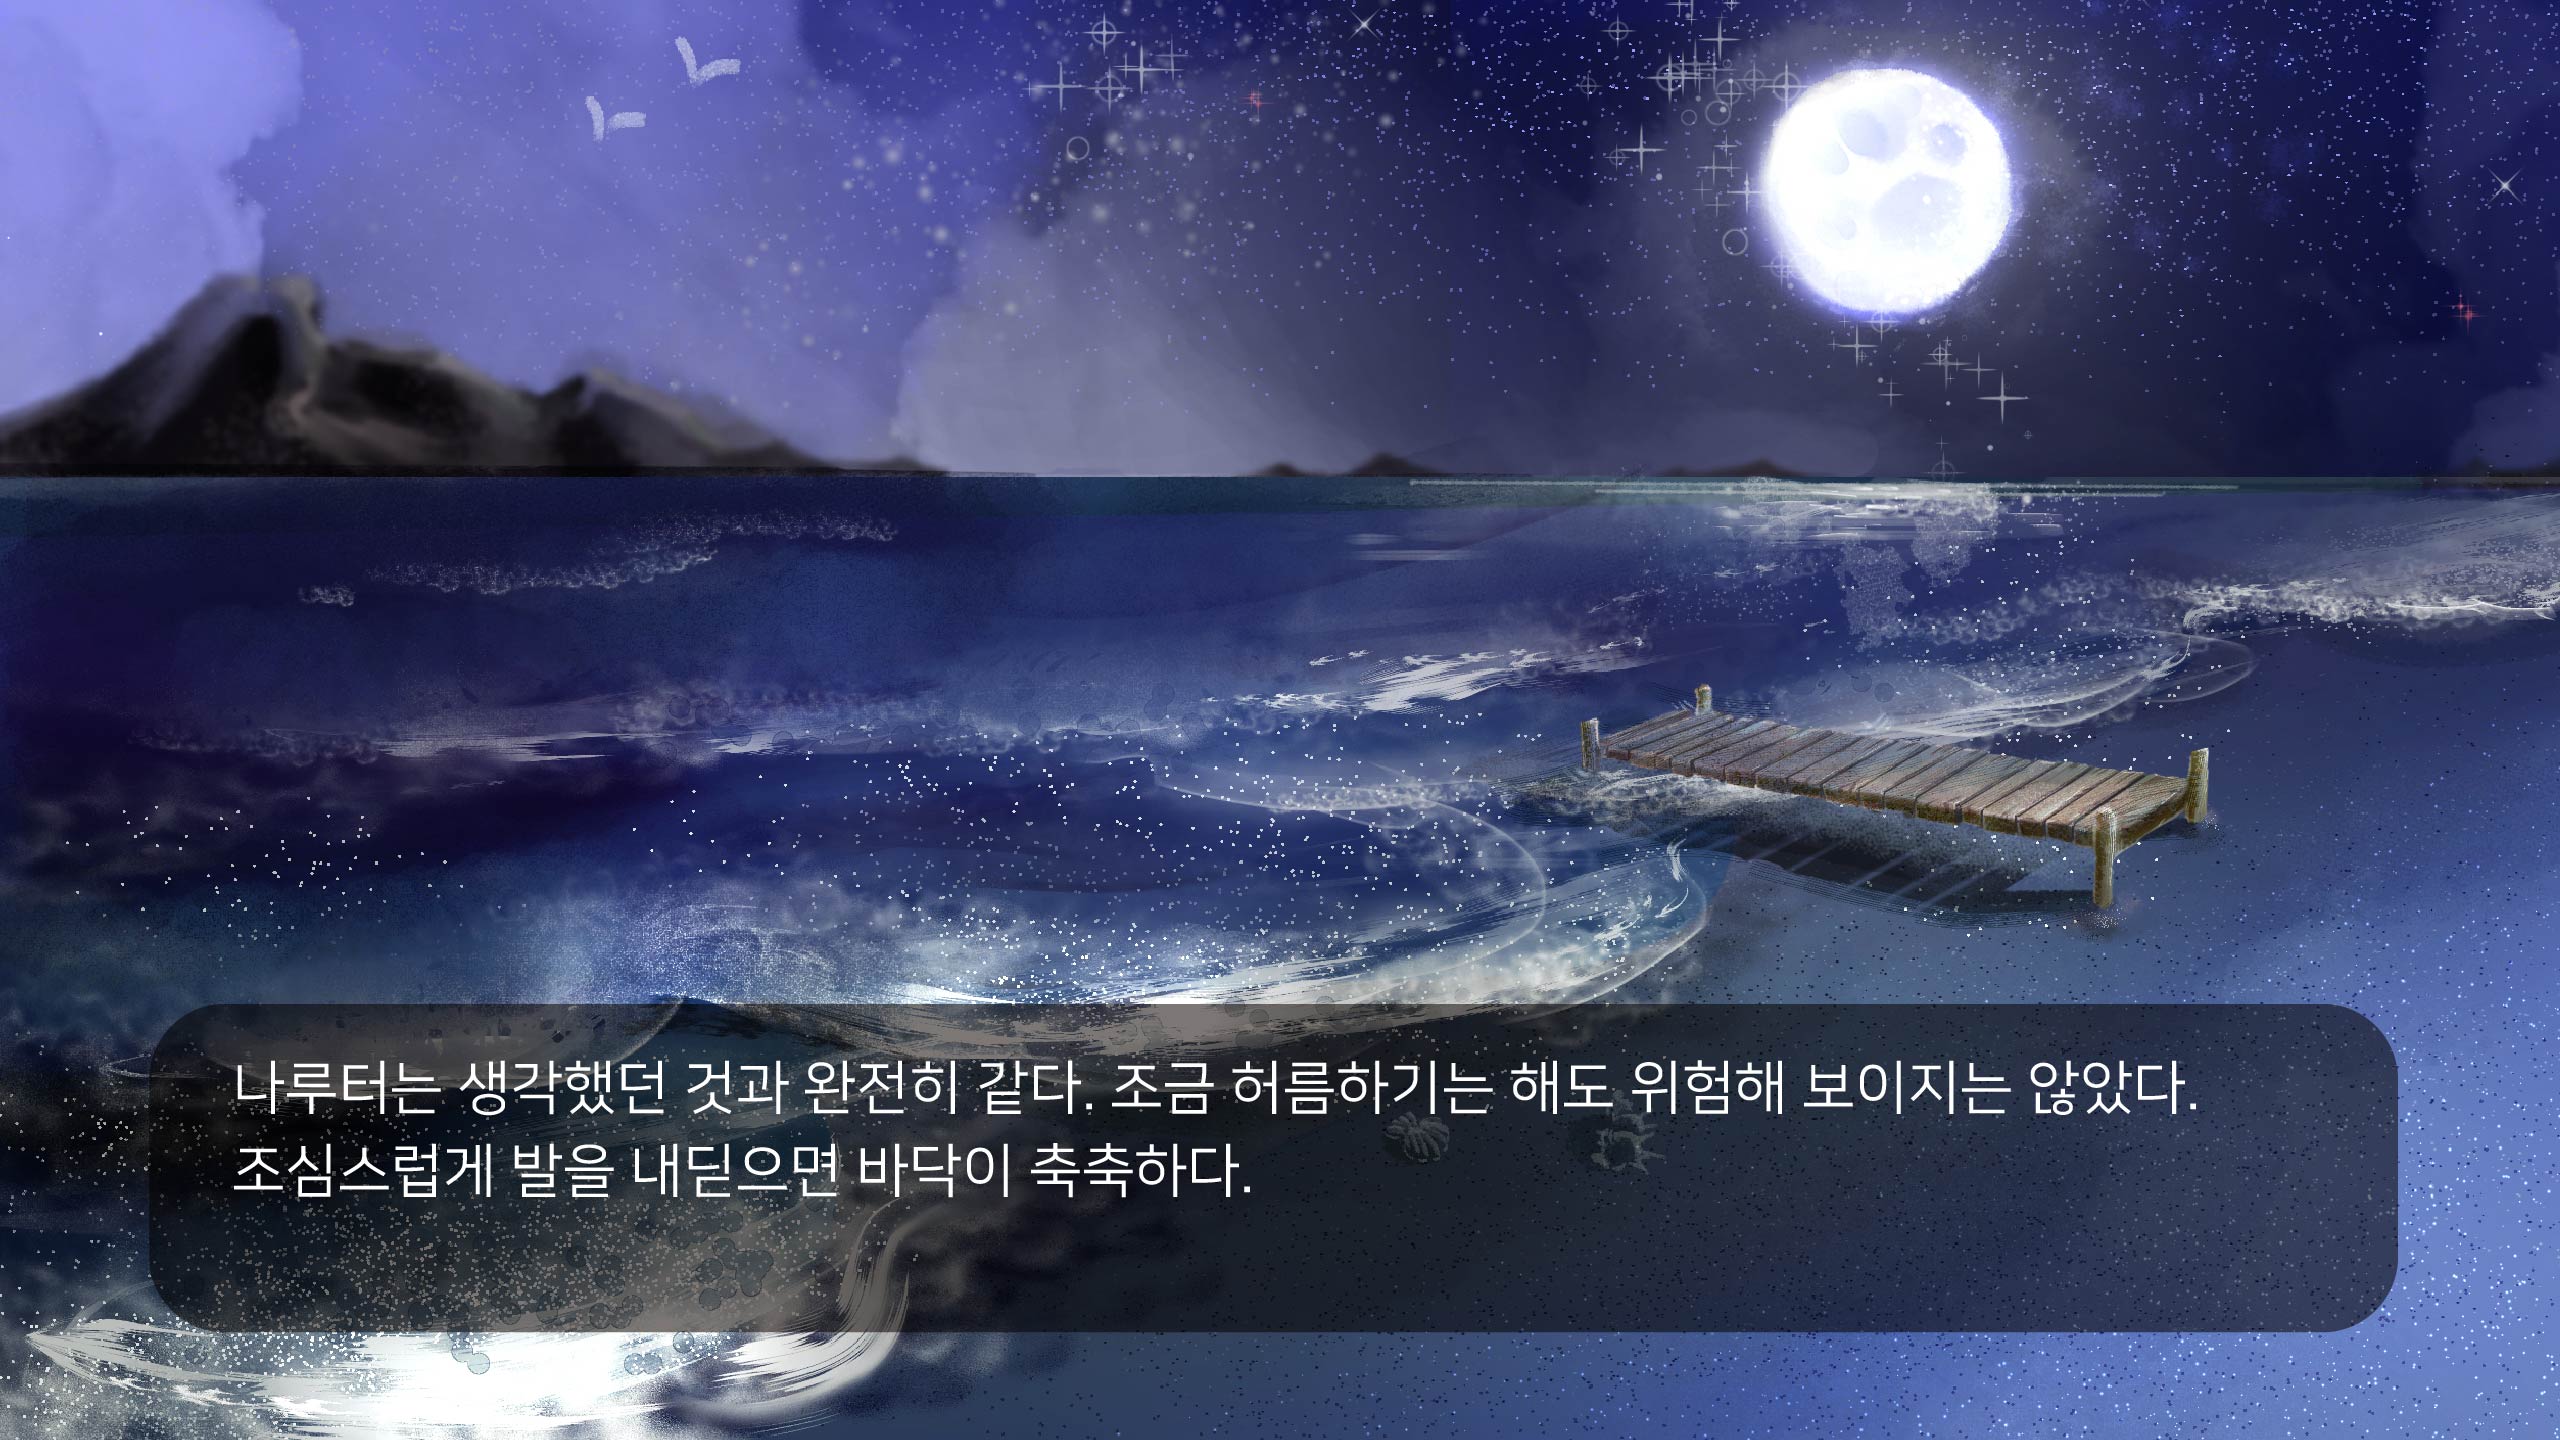 나루터는 생각했던 것과 완전히 같다. 조금 허름하기는 해도 위험해 보이지는 않았다.
조심스럽게 발을 내딛으면 바닥이 축축하다.